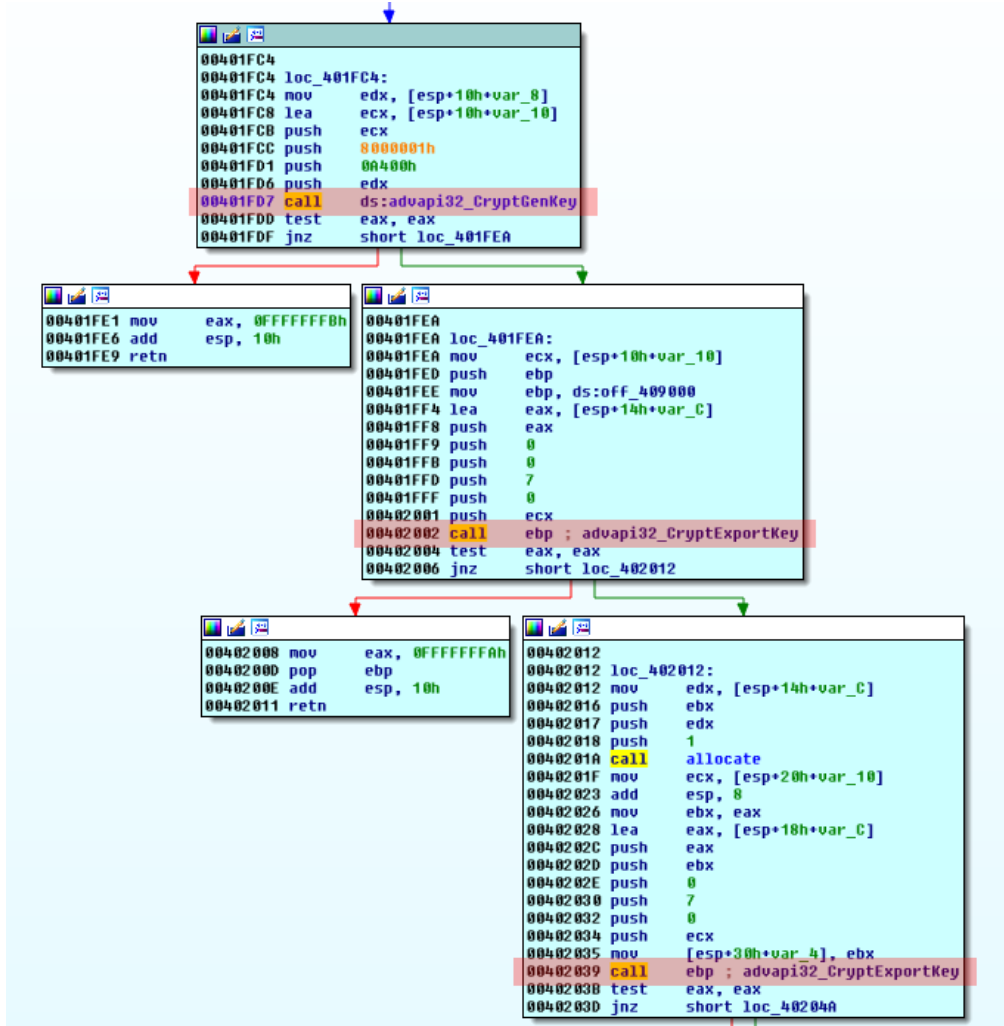 00401FC4
00401FC4 loc_401FC4:
00401FC4 mov edx, [esp+10h+var_8]
00401FC8 lea ecx, [esp+10h+var_10]
00401FCB push ecx
00401FCC push 8000001h
00401FD1 push 0A400h
00401FD6 push edx
00401FD7 call ds:advapi32_CryptGenKey
00401FDD test eax, eax
00401FDF jnz short loc_401FEA
00401FE1 mov eax, 0FFFFFFFBh
00401FE6 add esp, 10h
00401FE9 retn
00401FEA
00401FEA loc_401FEA:
00401FEA mov ecx, [esp+10h+var_10]
00401FED push ebp
00401FEE mov ebp, ds:off_409000
00401FF4 lea eax, [esp+14h+var_C]
00401FF8 push eax
00401FF9 push 0
00401FFB push 0
00401FFD push 7
00401FFF push 0
00402001 push ecx
00402002 call ebp ; advapi32_CryptExportKey
00402004 test eax, eax
00402006 jnz short loc_402012
00402008 mov eax, 0FFFFFFFAh
0040200D pop ebp
0040200E add esp, 10h
00402011 retn
00402012
00402012 loc_402012:
00402012 mov edx, [esp+14h+var_C]
00402016 push ebx
00402017 push edx
00402018 push 1
0040201A call allocate
0040201F mov ecx, [esp+20h+var_10]
00402023 add esp, 8
00402026 mov ebx, eax
00402028 lea eax, [esp+18h+var_C]
0040202C push eax
0040202D push ebx
0040202E push 0
00402030 push 7
00402032 push 0
00402034 push ecx
00402035 mov [esp+30h+var_4], ebx
00402039 call ebp ; advapi32_CryptExportKey
0040203B test eax, eax
0040203D jnz short loc_40204A